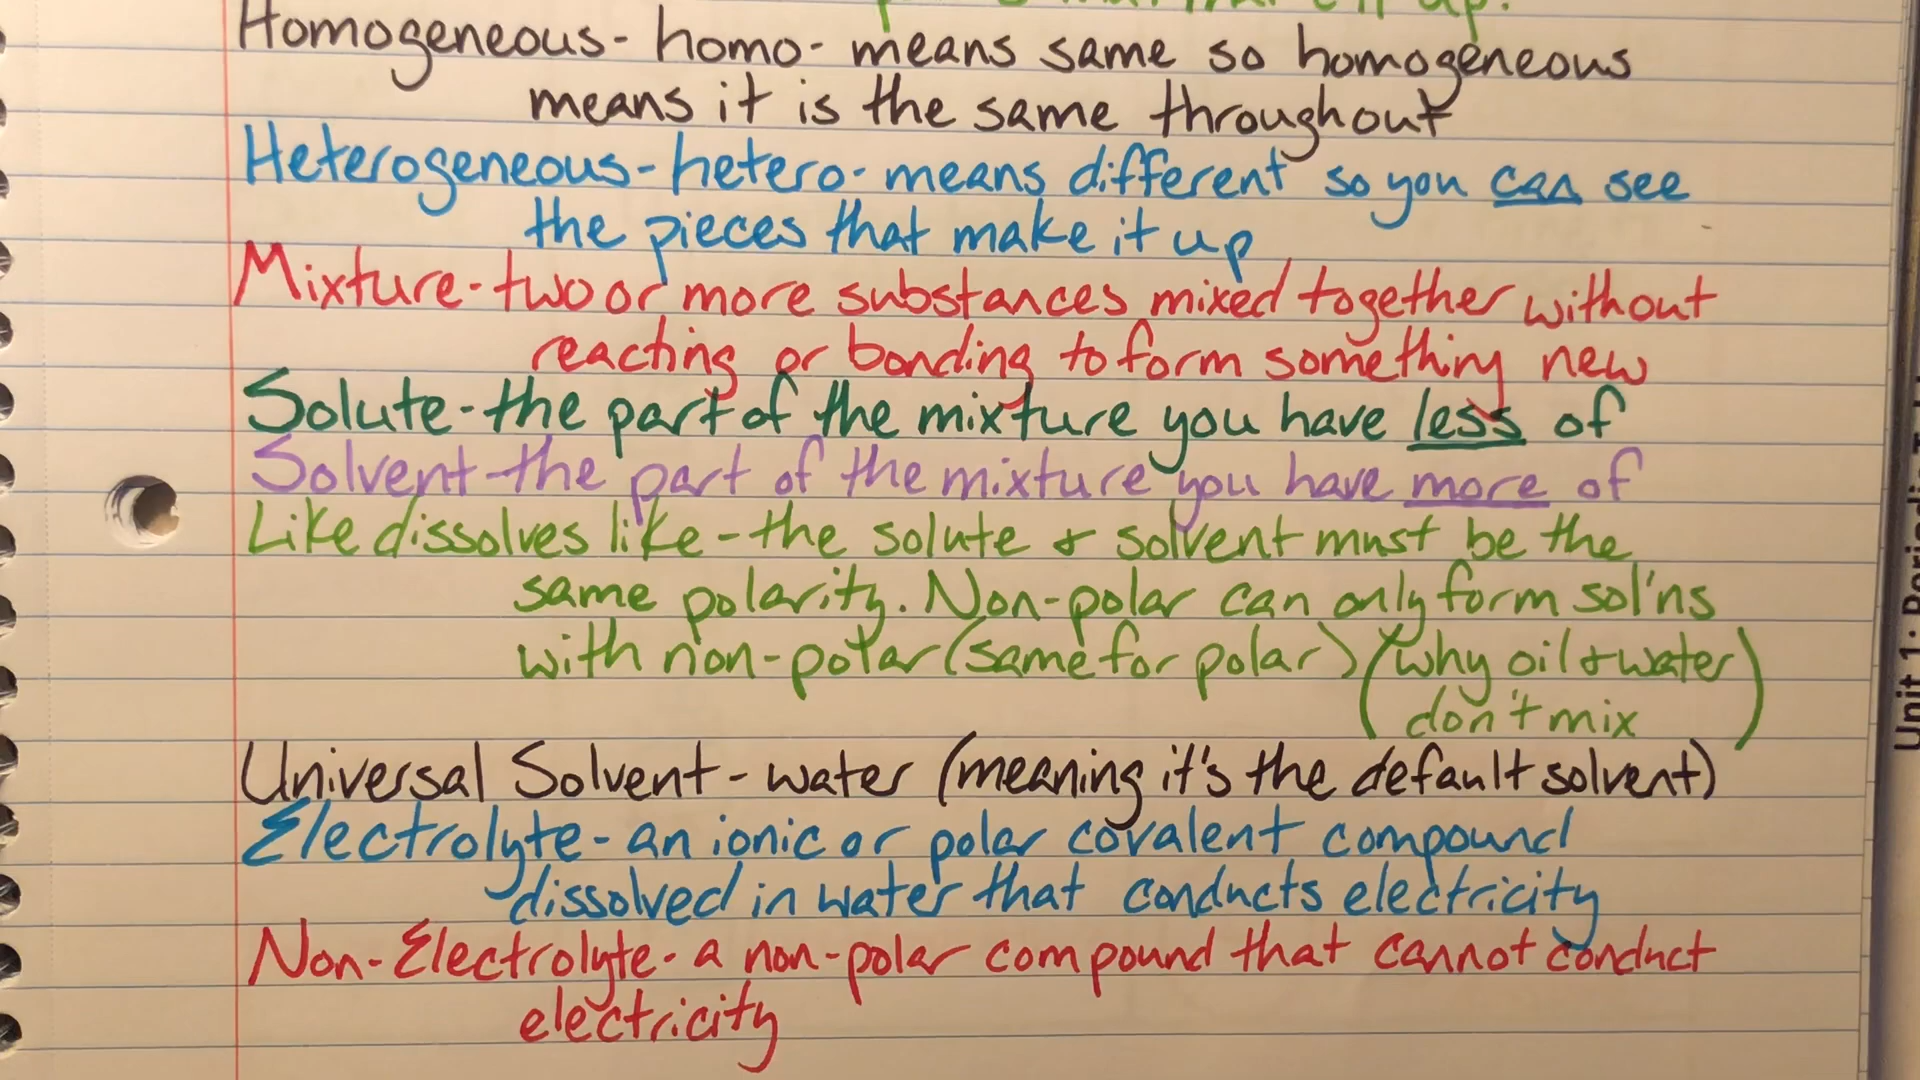 up.
Homogeneous- homo- means same so homogeneous
means it is the same throughout
Heterogeneous- hetero- means different so you can see
the pieces that make it up
Mixture- two or more substances mixed together without
reacting or bonding to form something new
Solute- the part of the mixture you have less of
Solvent- the part of the mixture you have more of
Like dissolves like - the solute & solvent must be the
same polarity. Non-polar can only form sol'ns
with non-polar (same for polar) (why oil & water
don't mix)
Universal Solvent - water (meaning it's the default solvent)
Electrolyte - an ionic or polar covalent compound
dissolved in water that conducts electricity
Non-Electrolyte- a non-polar compound that cannot conduct
electricity
Unit 1: